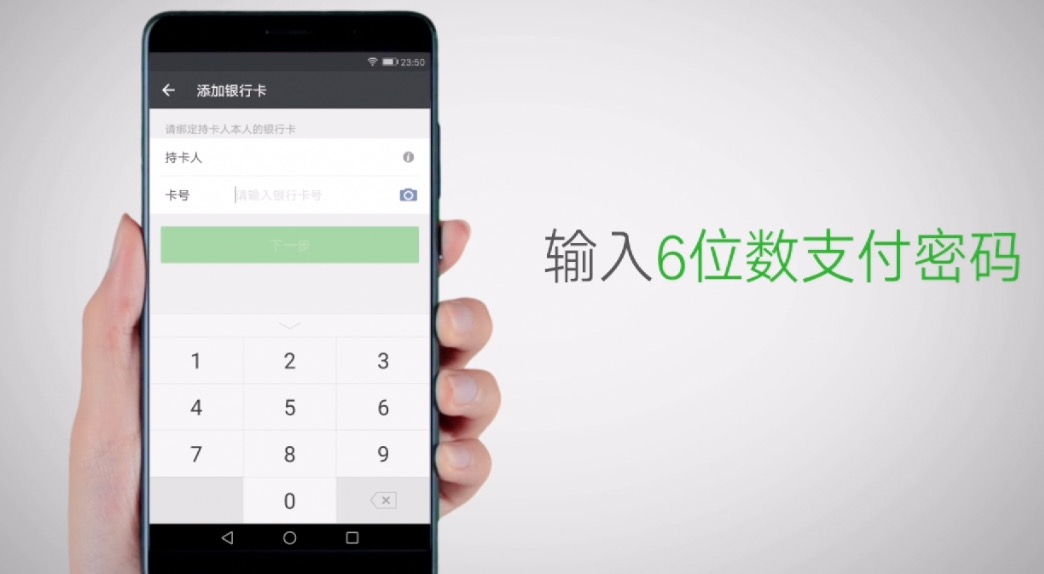 23:50
添加银行卡
请绑定持卡人本人的银行卡
持卡人
卡号 请输入银行卡号
下一步
输入6位数支付密码
1 2 3
4 5 6
7 8 9
0